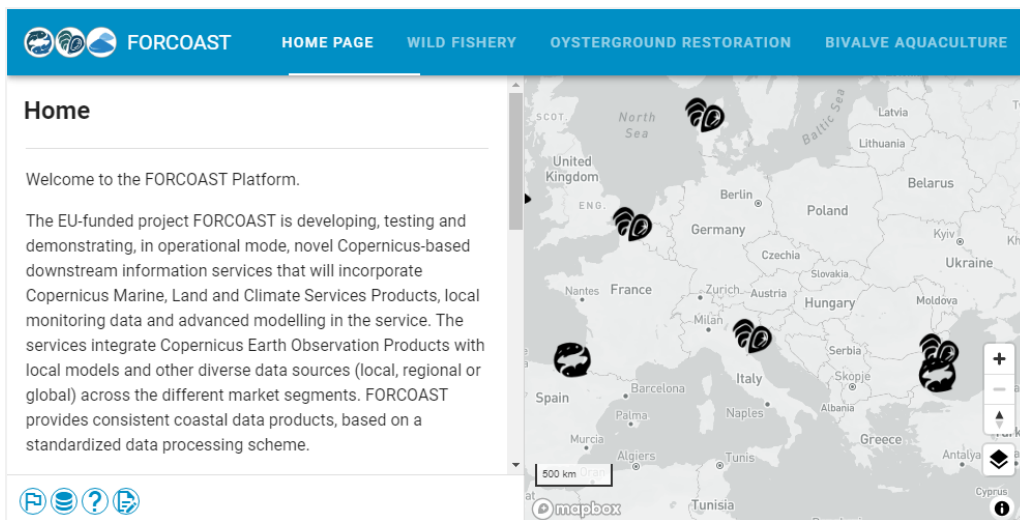 FORCOAST
HOME PAGE
WILD FISHERY
OYSTERGROUND RESTORATION
BIVALVE AQUACULTURE
Home
Welcome to the FORCOAST Platform.
The EU-funded project FORCOAST is developing, testing and
demonstrating, in operational mode, novel Copernicus-based
downstream information services that will incorporate
Copernicus Marine, Land and Climate Services Products, local
monitoring data and advanced modelling in the service. The
services integrate Copernicus Earth Observation Products with
local models and other diverse data sources (local, regional or
global) across the different market segments. FORCOAST
provides consistent coastal data products, based on a
standardized data processing scheme.
SCOT.
North
Sea
Baltic Sea
Latvia
Lithuania
United
Kingdom
ENG.
Belarus
Berlin
Poland
Germany
Kyiv
Czechia
Ukraine
Slovakia
Nantes
France
Zurich
Austria
Hungary
Moldova
Milan
Serbia
Skopje
Italy
Barcelona
Spain
Naples
Albania
Palma
Greece
Murcia
Algiers
Tunis
Antalya
500 km
Cyprus
mapbox
Tunisia